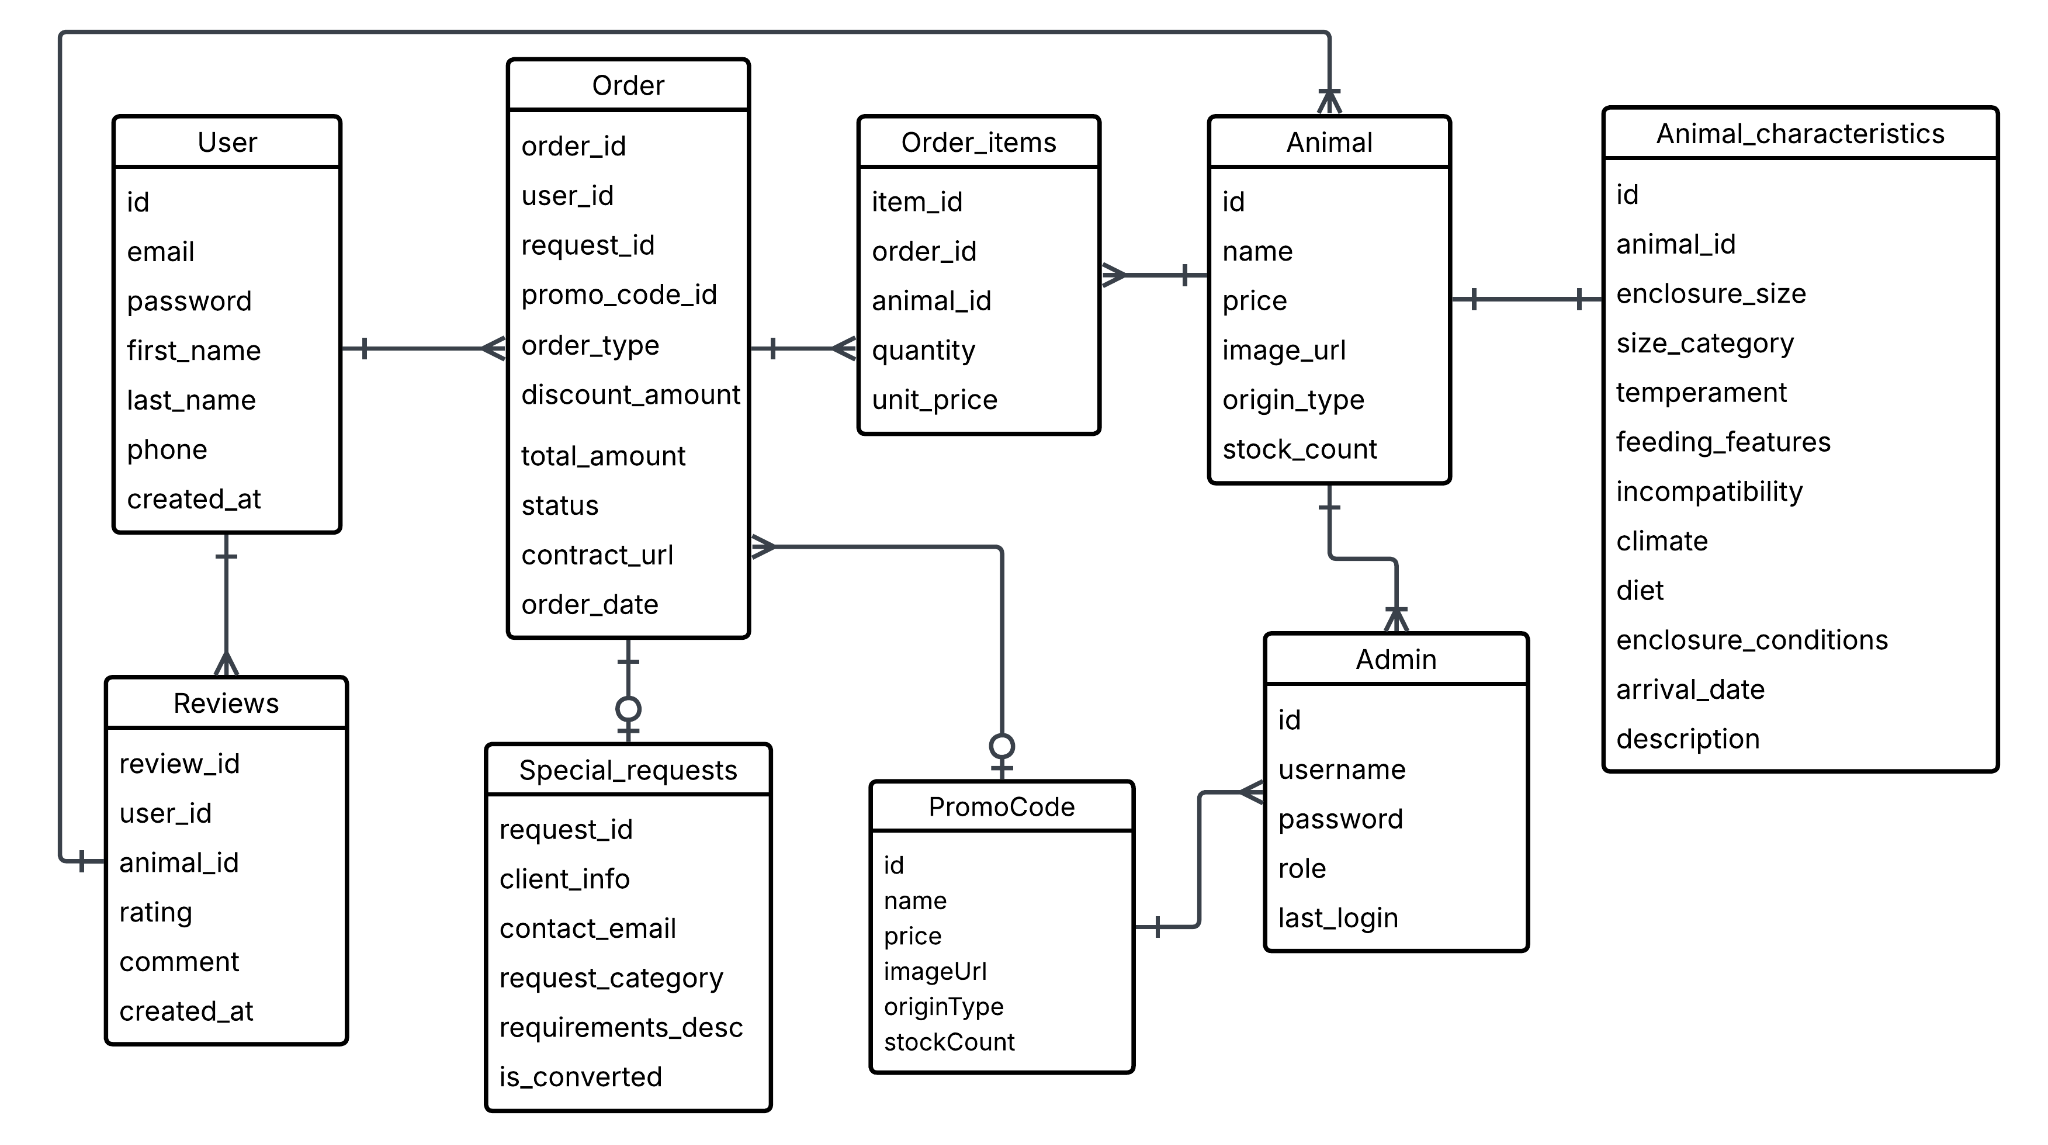 User
id
email
password
first_name
last_name
phone
created_at
Order
order_id
user_id
request_id
promo_code_id
order_type
discount_amount
total_amount
status
contract_url
order_date
Order_items
item_id
order_id
animal_id
quantity
unit_price
Animal
id
name
price
image_url
origin_type
stock_count
Animal_characteristics
id
animal_id
enclosure_size
size_category
temperament
feeding_features
incompatibility
climate
diet
enclosure_conditions
arrival_date
description
Reviews
review_id
user_id
animal_id
rating
comment
created_at
Special_requests
request_id
client_info
contact_email
request_category
requirements_desc
is_converted
PromoCode
id
name
price
imageUrl
originType
stockCount
Admin
id
username
password
role
last_login